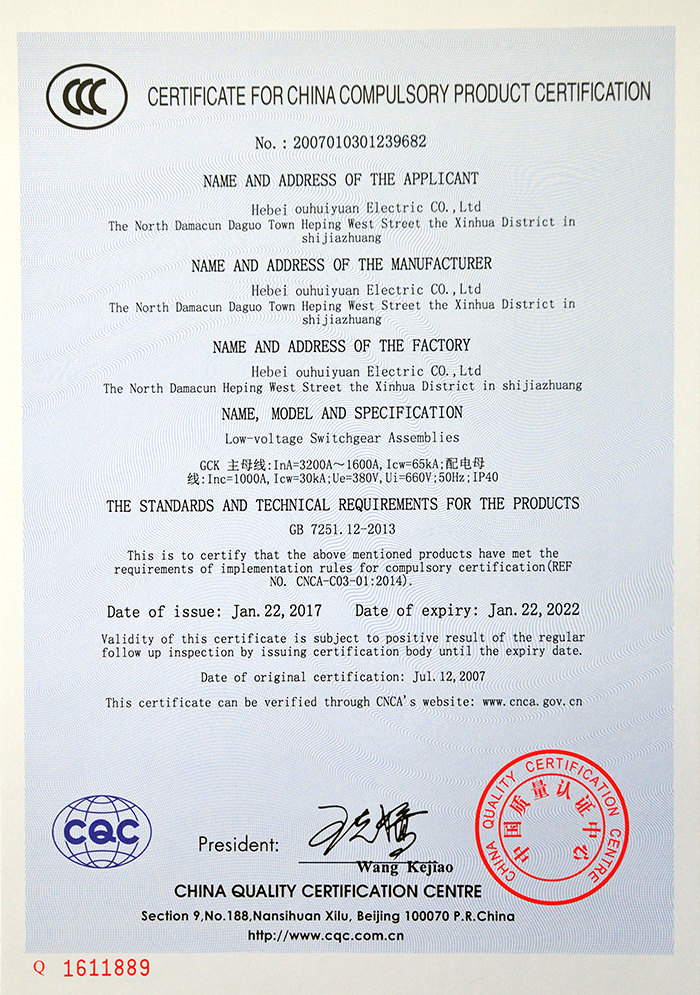 CCC
CERTIFICATE FOR CHINA COMPULSORY PRODUCT CERTIFICATION
No.: 2007010301239682
NAME AND ADDRESS OF THE APPLICANT
Hebei ouhuiyuan Electric CO.,Ltd
The North Damacun Daguo Town Heping West Street the Xinhua District in
shijiazhuang
NAME AND ADDRESS OF THE MANUFACTURER
Hebei ouhuiyuan Electric CO.,Ltd
The North Damacun Daguo Town Heping West Street the Xinhua District in
shijiazhuang
NAME AND ADDRESS OF THE FACTORY
Hebei ouhuiyuan Electric CO.,Ltd
The North Damacun Heping West Street the Xinhua District in shijiazhuang
NAME, MODEL AND SPECIFICATION
Low-voltage Switchgear Assemblies
GCK 主母线:InA=3200A～1600A,Icw=65kA;配电母
线:Inc=1000A,Icw=30kA;Ue=380V,Ui=660V;50Hz;IP40
THE STANDARDS AND TECHNICAL REQUIREMENTS FOR THE PRODUCTS
GB 7251.12-2013
This is to certify that the above mentioned products have met the
requirements of implementation rules for compulsory certification(REF
NO. CNCA-C03-01:2014).
Date of issue: Jan.22,2017 Date of expiry: Jan.22,2022
Validity of this certificate is subject to positive result of the regular
follow up inspection by issuing certification body until the expiry date.
Date of original certification: Jul.12,2007
This certificate can be verified through CNCA's website: www.cnca.gov.cn
CHINA QUALITY CERTIFICATION CENTRE
中国质量认证中心
CQC
President: 王克娇
Wang Kejiao
CHINA QUALITY CERTIFICATION CENTRE
Section 9,No.188,Nansihuan Xilu, Beijing 100070 P.R.China
http://www.cqc.com.cn
Q 1611889